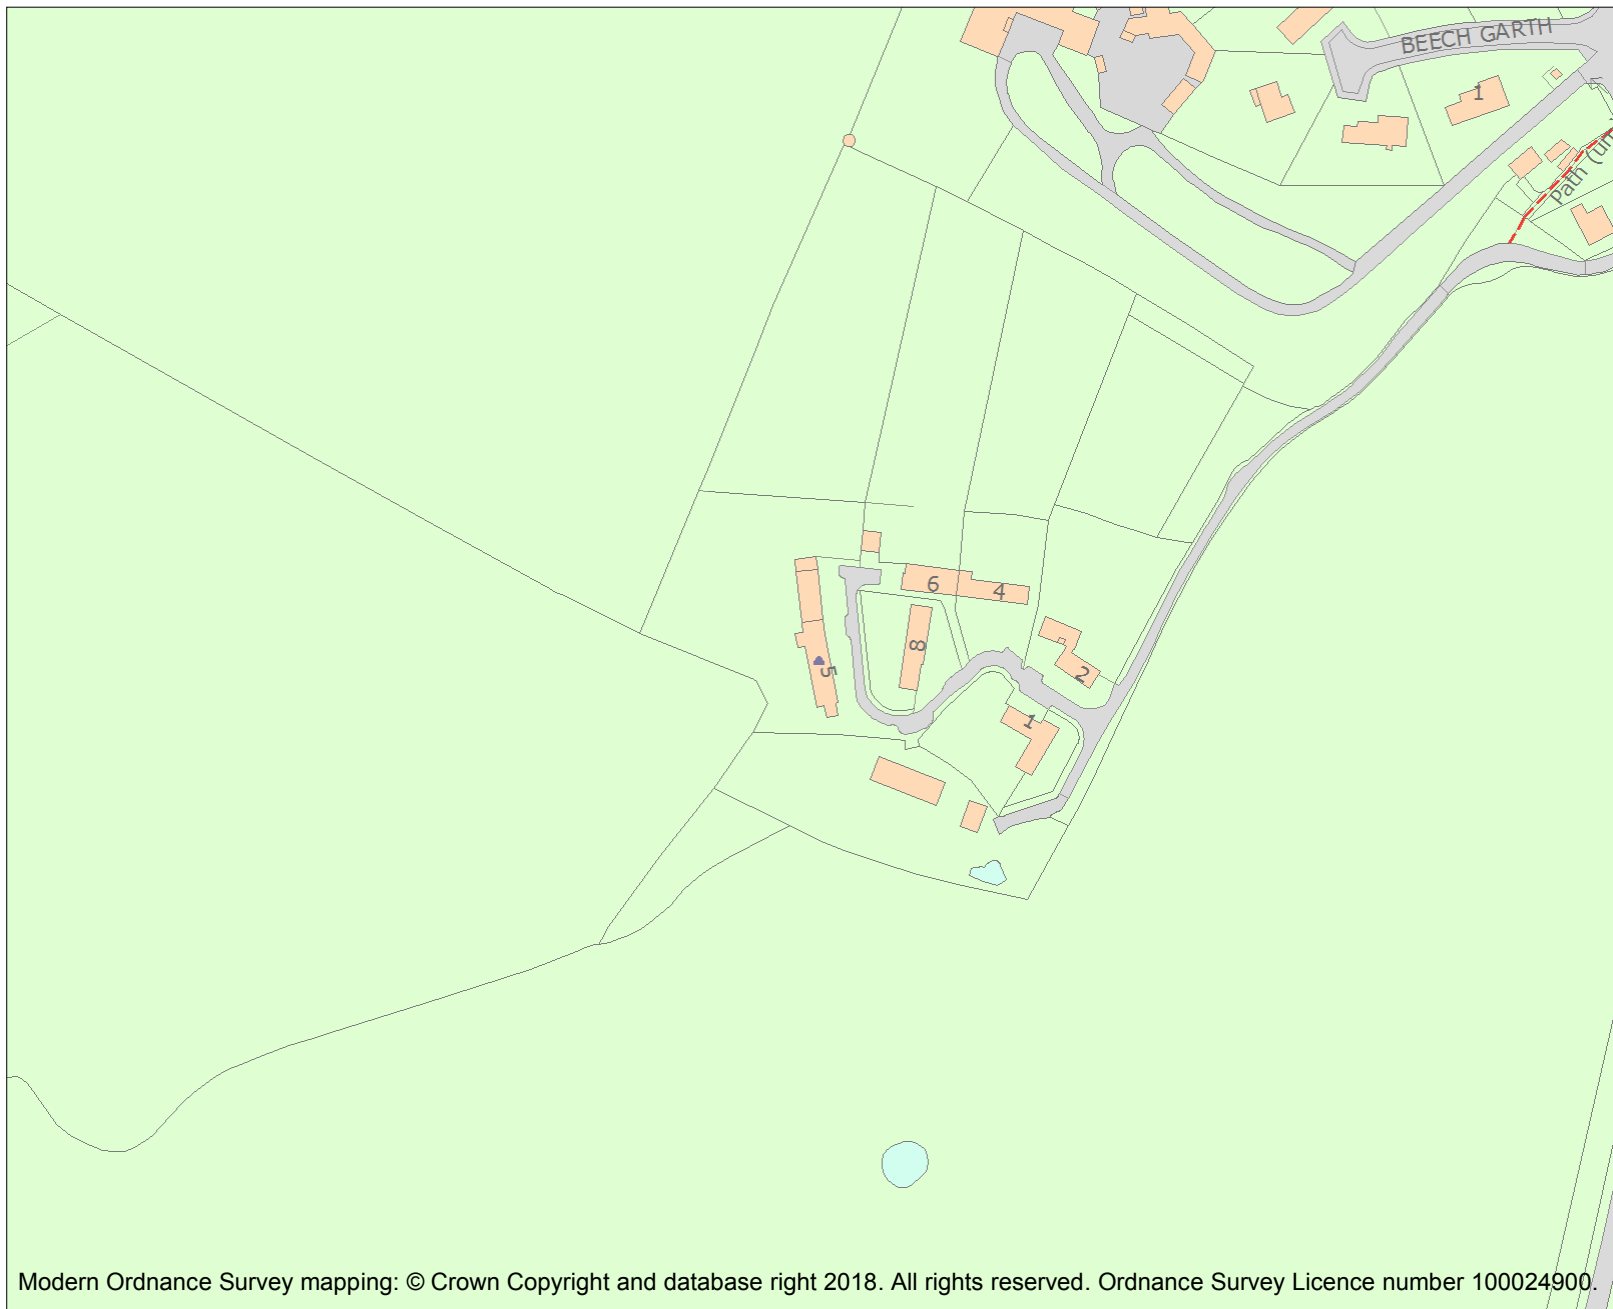 BEECH GARTH
1
Path (un
6
4
8
5
2
1
Modern Ordnance Survey mapping: © Crown Copyright and database right 2018. All rights reserved. Ordnance Survey Licence number 100024900.